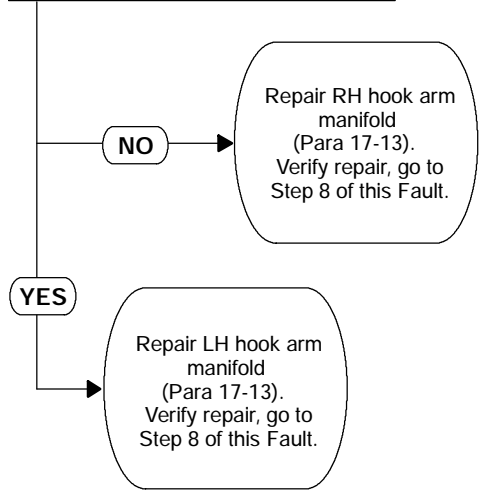 NO
Repair RH hook arm
manifold
(Para 17-13).
Verify repair, go to
Step 8 of this Fault.
YES
Repair LH hook arm
manifold
(Para 17-13).
Verify repair, go to
Step 8 of this Fault.